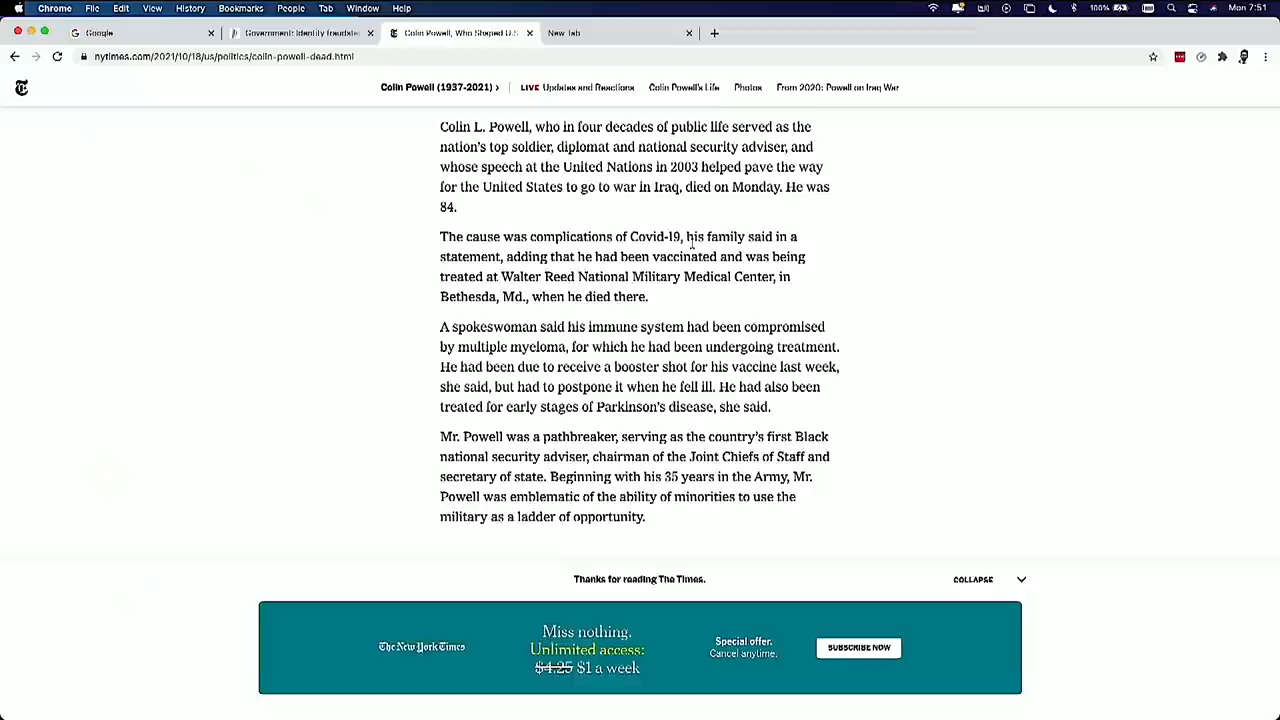 Chrome File Edit View History Bookmarks People Tab Window Help 100% Mon 7:51
Google Government: Identity fraudste Colin Powell, Who Shaped U.S New Tab
nytimes.com/2021/10/18/us/politics/colin-powell-dead.html
Colin Powell (1937-2021) › LIVE Updates and Reactions Colin Powell's Life Photos From 2020: Powell on Iraq War
Colin L. Powell, who in four decades of public life served as the
nation's top soldier, diplomat and national security adviser, and
whose speech at the United Nations in 2003 helped pave the way
for the United States to go to war in Iraq, died on Monday. He was
84.
The cause was complications of Covid-19, his family said in a
statement, adding that he had been vaccinated and was being
treated at Walter Reed National Military Medical Center, in
Bethesda, Md., when he died there.
A spokeswoman said his immune system had been compromised
by multiple myeloma, for which he had been undergoing treatment.
He had been due to receive a booster shot for his vaccine last week,
she said, but had to postpone it when he fell ill. He had also been
treated for early stages of Parkinson's disease, she said.
Mr. Powell was a pathbreaker, serving as the country's first Black
national security adviser, chairman of the Joint Chiefs of Staff and
secretary of state. Beginning with his 35 years in the Army, Mr.
Powell was emblematic of the ability of minorities to use the
military as a ladder of opportunity.
Thanks for reading The Times.
COLLAPSE
The New York Times
Miss nothing.
Unlimited access:
$4.25 $1 a week
Special offer.
Cancel anytime.
SUBSCRIBE NOW